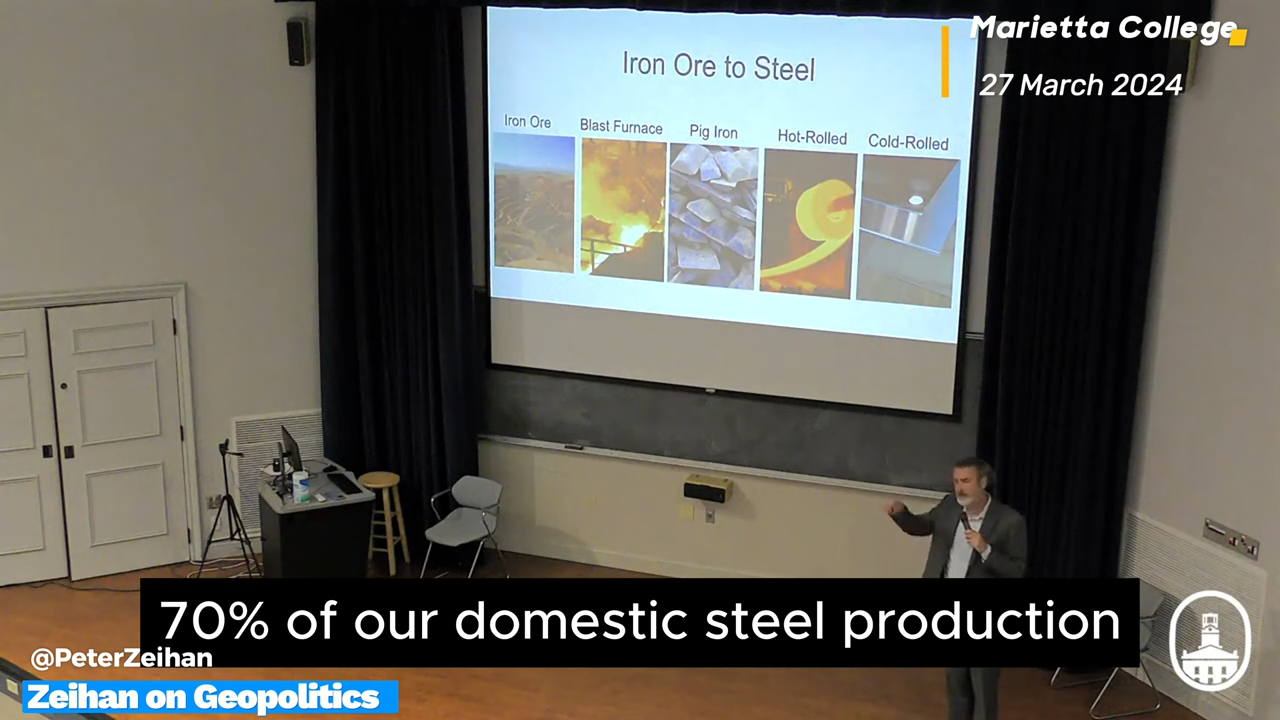 Marietta College
27 March 2024
Iron Ore to Steel
Iron Ore
Blast Furnace
Pig Iron
Hot-Rolled
Cold-Rolled
70% of our domestic steel production
@PeterZeihan
Zeihan on Geopolitics